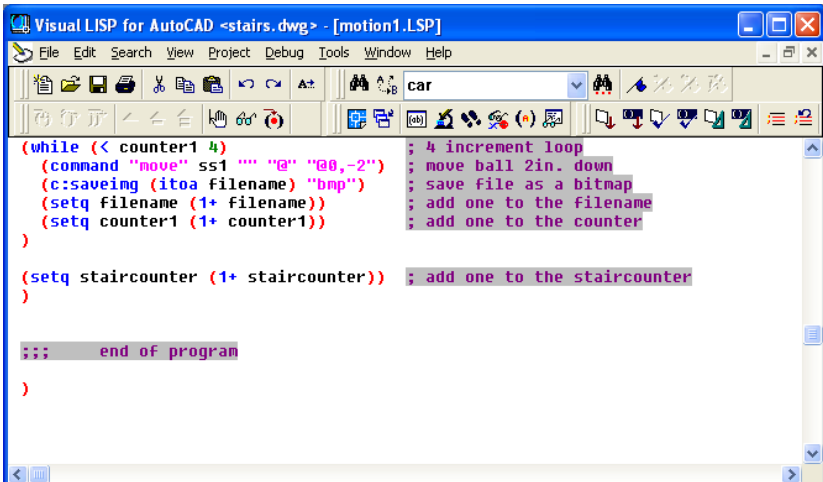 Visual LISP for AutoCAD <stairs.dwg> - [motion1.LSP]
File Edit Search View Project Debug Tools Window Help
car
(while (< counter1 4) ; 4 increment loop
(command "move" ss1 "" "@" "@0,-2") ; move ball 2in. down
(c:saveimg (itoa filename) "bmp") ; save file as a bitmap
(setq filename (1+ filename)) ; add one to the filename
(setq counter1 (1+ counter1)) ; add one to the counter
)
(setq staircounter (1+ staircounter)) ; add one to the staircounter
)
;;; end of program
)